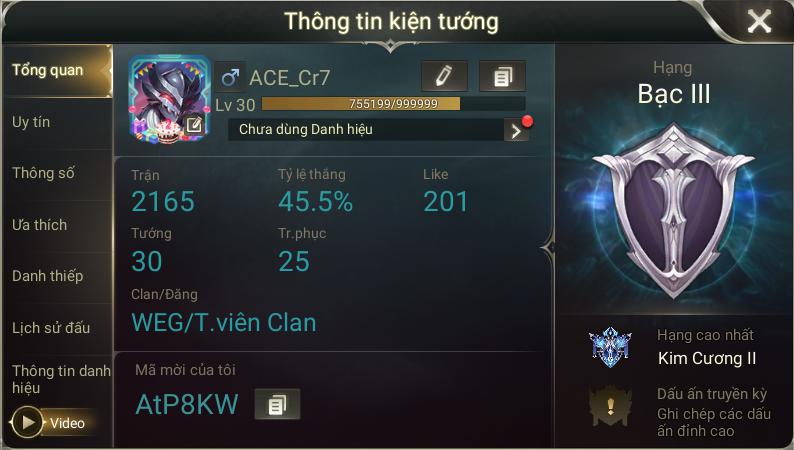 Thông tin kiện tướng
Tổng quan
Uy tín
Thông số
Ưa thích
Danh thiếp
Lịch sử đấu
Thông tin danh
hiệu
Video
ACE_Cr7
Lv 30
755199/999999
Chưa dùng Danh hiệu
Trận
Tỷ lệ thắng
Like
2165
45.5%
201
Tướng
Tr.phục
30
25
Clan/Đăng
WEG/T.viên Clan
Mã mời của tôi
AtP8KW
Hạng
Bạc III
Hạng cao nhất
Kim Cương II
Dấu ấn truyền kỳ
Ghi chép các dấu
ấn đỉnh cao